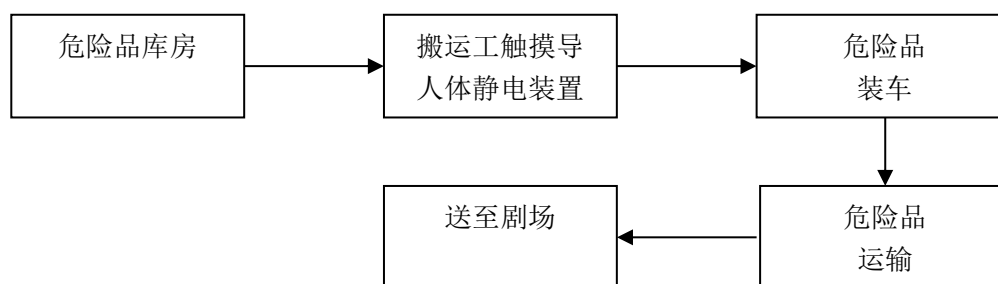 危险品库房
搬运工触摸导
人体静电装置
危险品
装车
危险品
运输
送至剧场